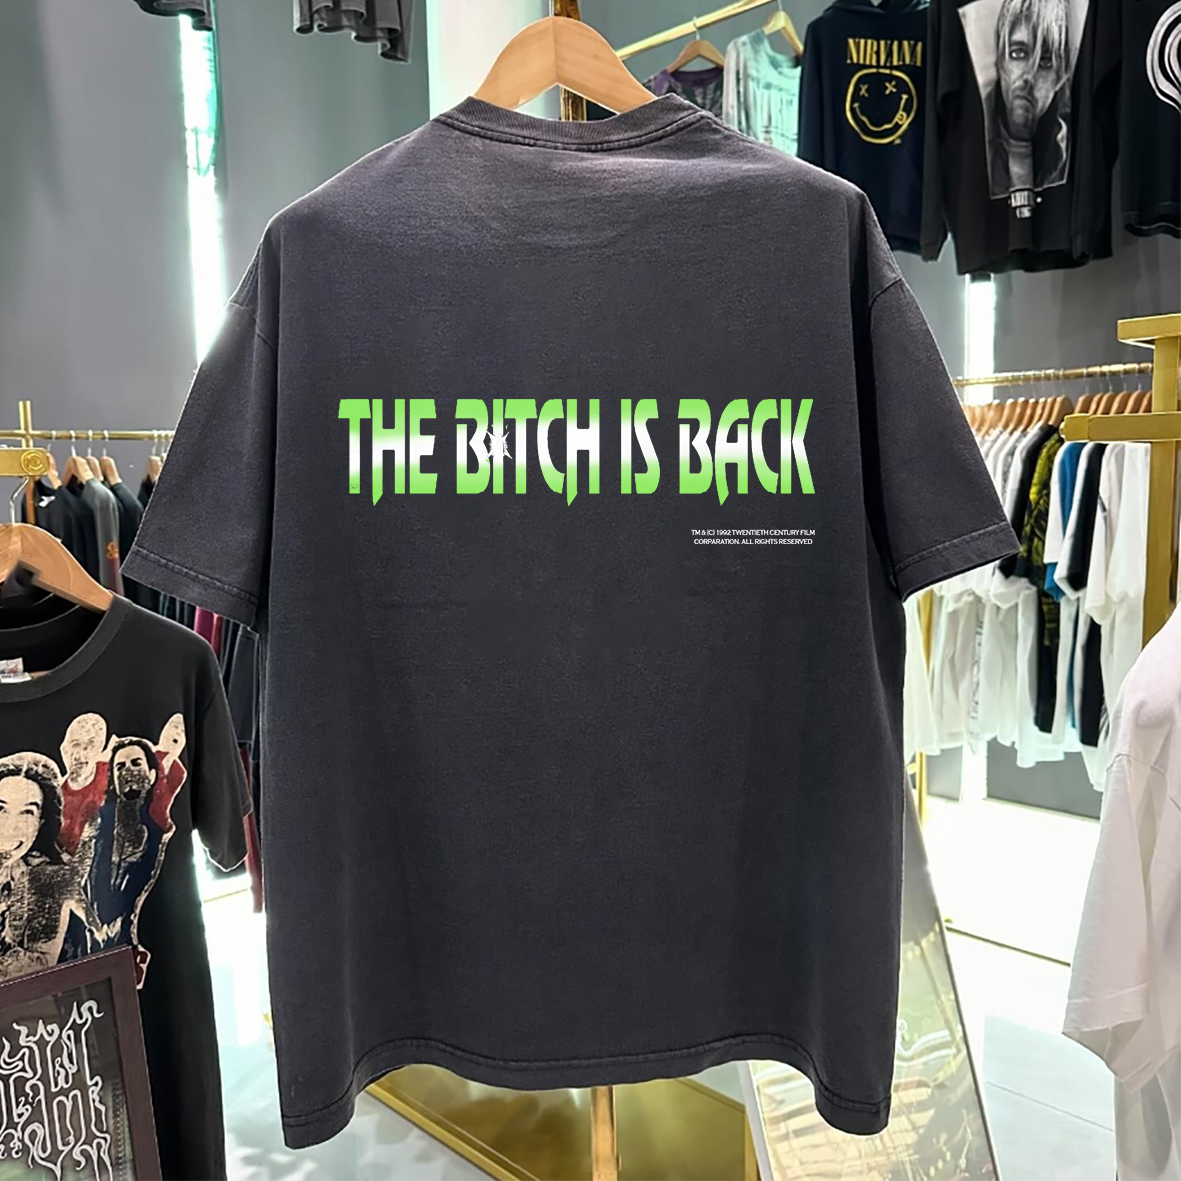 NIRVANA
THE BITCH IS BACK
TM & (C) 1992 TWENTIETH CENTURY FILM
CORPARATION. ALL RIGHTS RESERVED